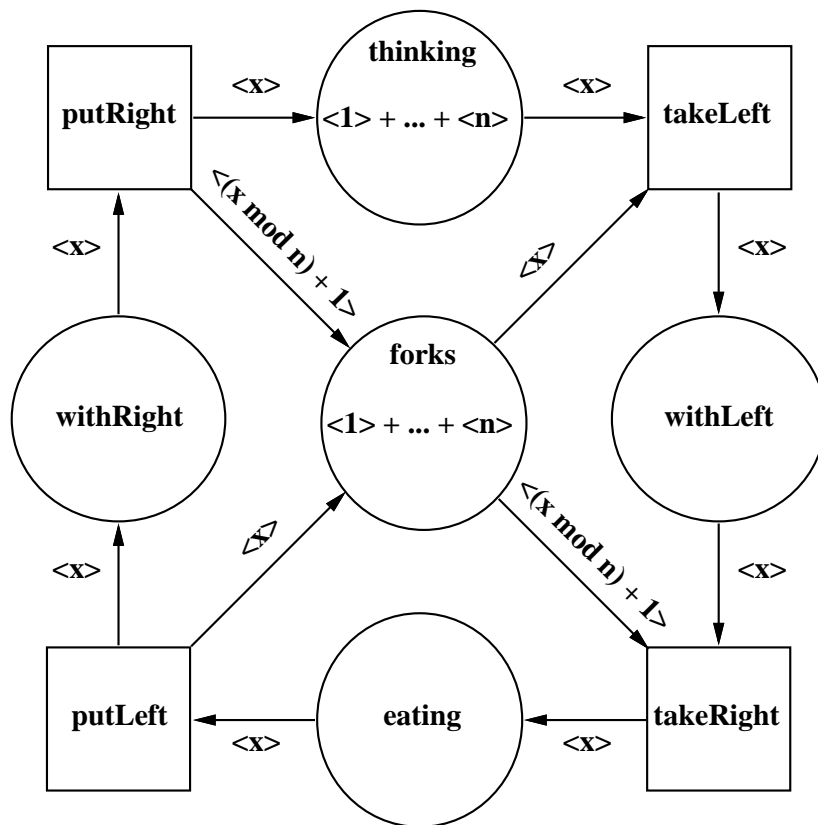 thinking
<x>
<x>
putRight
<1> + ... + <n>
takeLeft
<(x mod n) + 1>
<x>
<x>
<x>
forks
withRight
<1> + ... + <n>
withLeft
<x>
<x>
<(x mod n) + 1>
<x>
putLeft
eating
takeRight
<x>
<x>